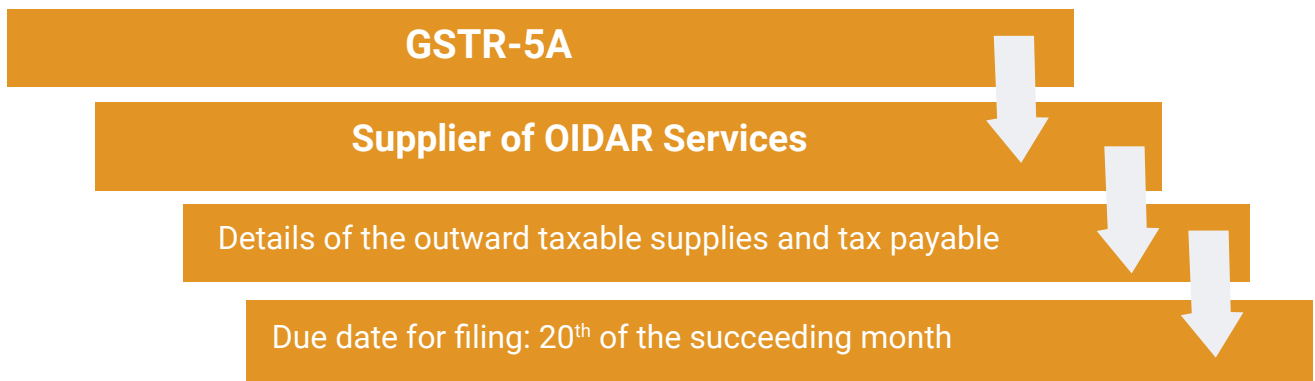 GSTR-5A
Supplier of OIDAR Services
Details of the outward taxable supplies and tax payable
Due date for filing: 20th of the succeeding month